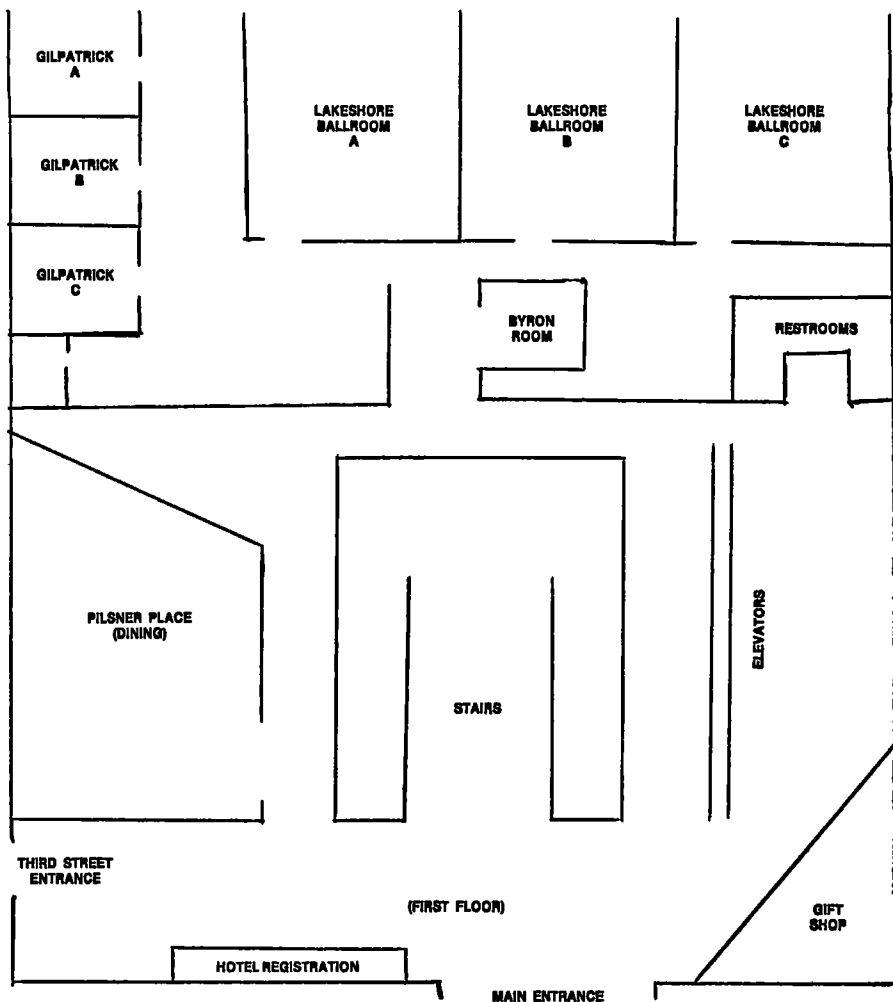 GILPATRICK
A
LAKESHORE
BALLROOM
A
LAKESHORE
BALLROOM
B
LAKESHORE
BALLROOM
C
GILPATRICK
B
GILPATRICK
C
BYRON
ROOM
RESTROOMS
PILSNER PLACE
(DINING)
STAIRS
ELEVATORS
THIRD STREET
ENTRANCE
(FIRST FLOOR)
GIFT
SHOP
HOTEL REGISTRATION
MAIN ENTRANCE